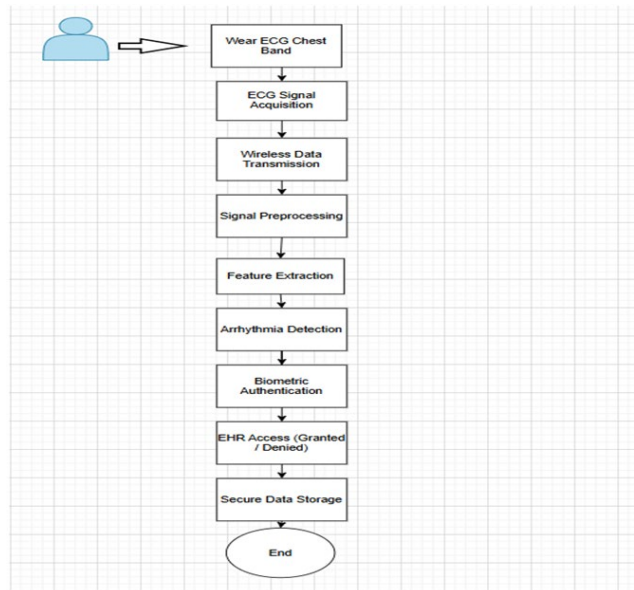 Wear ECG Chest
Band
ECG Signal
Acquisition
Wireless Data
Transmission
Signal Preprocessing
Feature Extraction
Arrhythmia Detection
Biometric
Authentication
EHR Access (Granted
/ Denied)
Secure Data Storage
End